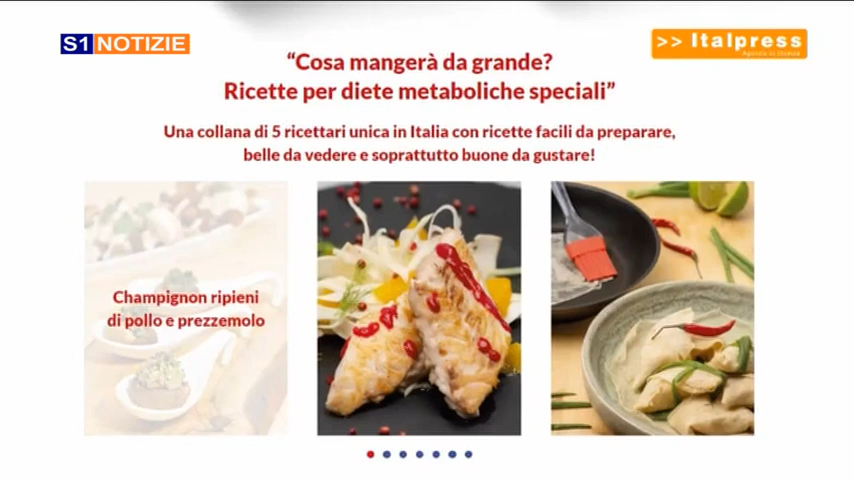 S1 NOTIZIE
>> Italpress
“Cosa mangerà da grande?
Ricette per diete metaboliche speciali”
Una collana di 5 ricettari unica in Italia con ricette facili da preparare,
belle da vedere e soprattutto buone da gustare!
Champignon ripieni
di pollo e prezzemolo